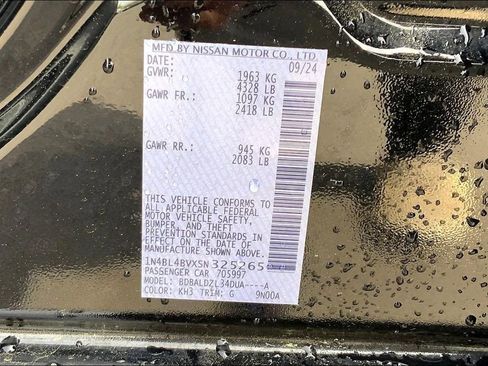 MFD BY NISSAN MOTOR CO., LTD.
DATE: 09/24
GVWR: 1963 KG
4328 LB
GAWR FR.: 1097 KG
2418 LB
GAWR RR.: 945 KG
2083 LB
THIS VEHICLE CONFORMS TO
ALL APPLICABLE FEDERAL
MOTOR VEHICLE SAFETY,
BUMPER, AND THEFT
PREVENTION STANDARDS IN
EFFECT ON THE DATE OF
MANUFACTURE SHOWN ABOVE.
1N4BL4BVXSN325265
PASSENGER CAR 705997
MODEL: BDBALDZL34DUA----A
COLOR: KH3 TRIM: G 9N00A